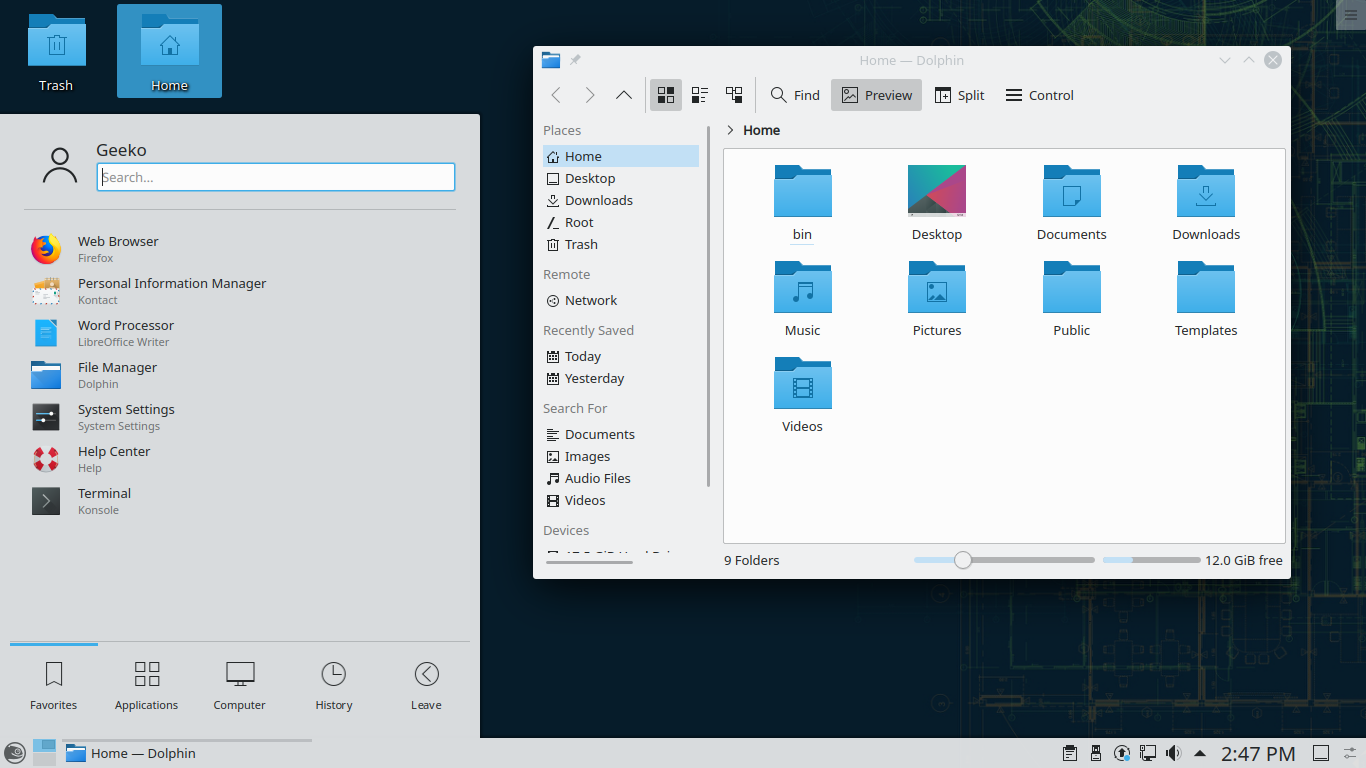 Trash
Home
Geeko
Search...
Web Browser
Firefox
Personal Information Manager
Kontact
Word Processor
LibreOffice Writer
File Manager
Dolphin
System Settings
System Settings
Help Center
Help
Terminal
Konsole
Favorites
Applications
Computer
History
Leave
Home — Dolphin
Find
Preview
Split
Control
Places
Home
Desktop
Downloads
Root
Trash
Remote
Network
Recently Saved
Today
Yesterday
Search For
Documents
Images
Audio Files
Videos
Devices
Home
bin
Desktop
Documents
Downloads
Music
Pictures
Public
Templates
Videos
9 Folders
12.0 GiB free
Home — Dolphin
2:47 PM